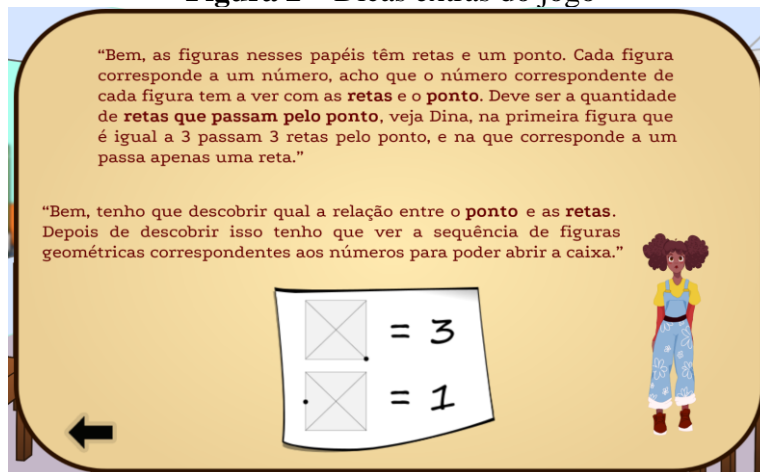 Figura 2 – Dicas extras do jogo
“Bem, as figuras nesses papéis têm retas e um ponto. Cada figura
corresponde a um número, acho que o número correspondente de
cada figura tem a ver com as retas e o ponto. Deve ser a quantidade
de retas que passam pelo ponto, veja Dina, na primeira figura que
é igual a 3 passam 3 retas pelo ponto, e na que corresponde a um
passa apenas uma reta.”
“Bem, tenho que descobrir qual a relação entre o ponto e as retas.
Depois de descobrir isso tenho que ver a sequência de figuras
geométricas correspondentes aos números para poder abrir a caixa.”
= 3
= 1